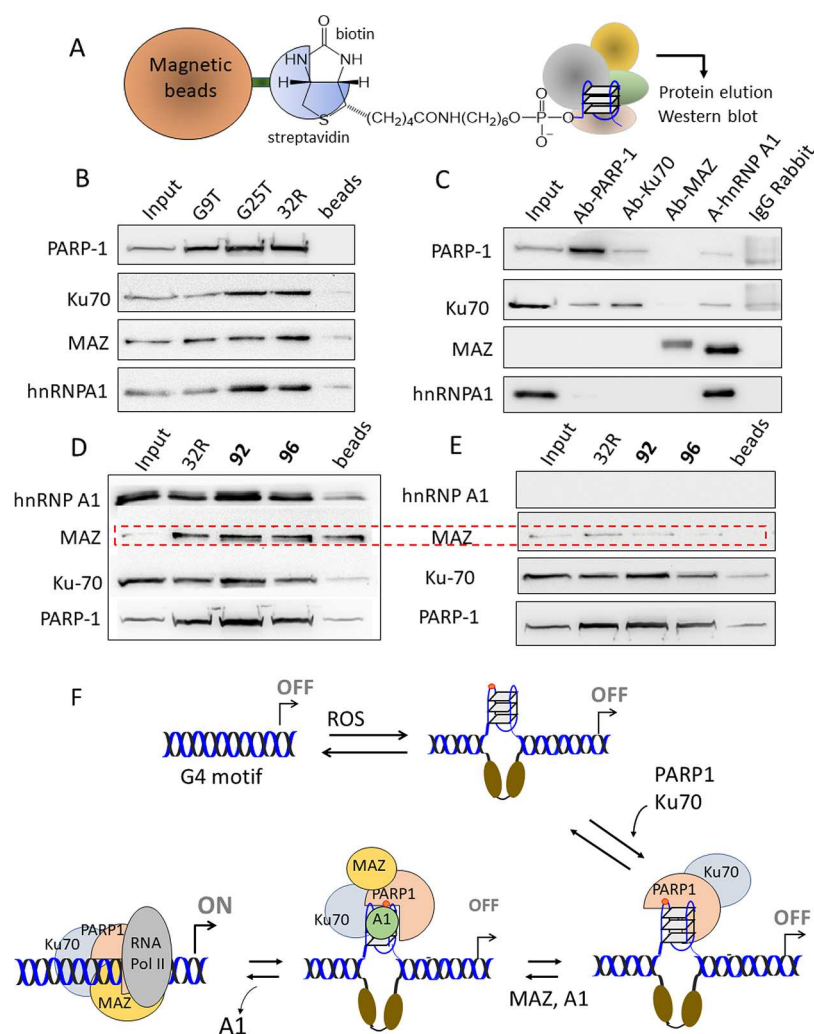 A
Magnetic
beads
O
biotin
HN
NH
H
H
S
streptavidin
(CH₂)₄CONH(CH₂)₆O
O
P
O
O⁻
Protein elution
Western blot
B
Input
G9T
G25T
32R
beads
PARP-1
Ku70
MAZ
hnRNPA1
C
Input
Ab-PARP-1
Ab-Ku70
Ab-MAZ
A-hnRNP A1
IgG Rabbit
PARP-1
Ku70
MAZ
hnRNPA1
D
Input
32R
92
96
beads
hnRNP A1
MAZ
Ku-70
PARP-1
E
Input
32R
92
96
beads
hnRNP A1
MAZ
Ku-70
PARP-1
F
OFF
G4 motif
ROS
OFF
PARP1
Ku70
Ku70
PARP1
OFF
MAZ, A1
MAZ
PARP1
Ku70
A1
OFF
A1
ON
Ku70
PARP1
RNA
Pol II
MAZ